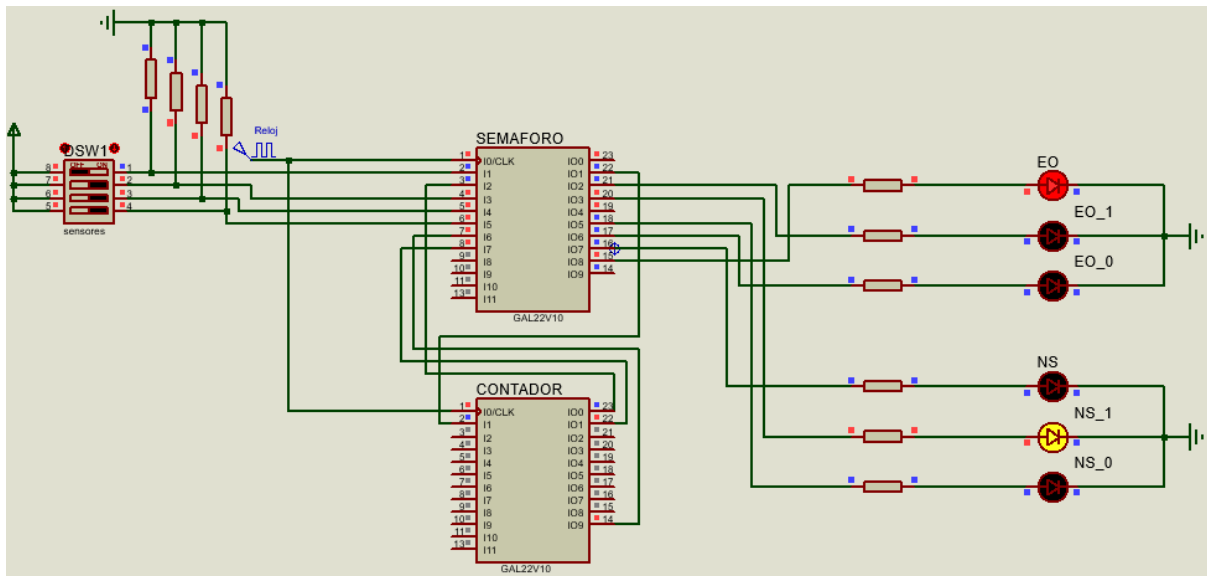 Reloj
DSW1
OFF ON
8 1
7 2
6 3
5 4
sensores
SEMAFORO
1 I0/CLK IO0 23
2 I1 IO1 22
3 I2 IO2 21
4 I3 IO3 20
5 I4 IO4 19
6 I5 IO5 18
7 I6 IO6 17
8 I7 IO7 16
9 I8 IO8 15
10 I9 IO9 14
11 I10
13 I11
GAL22V10
CONTADOR
1 I0/CLK IO0 23
2 I1 IO1 22
3 I2 IO2 21
4 I3 IO3 20
5 I4 IO4 19
6 I5 IO5 18
7 I6 IO6 17
8 I7 IO7 16
9 I8 IO8 15
10 I9 IO9 14
11 I10
13 I11
GAL22V10
EO
EO_1
EO_0
NS
NS_1
NS_0